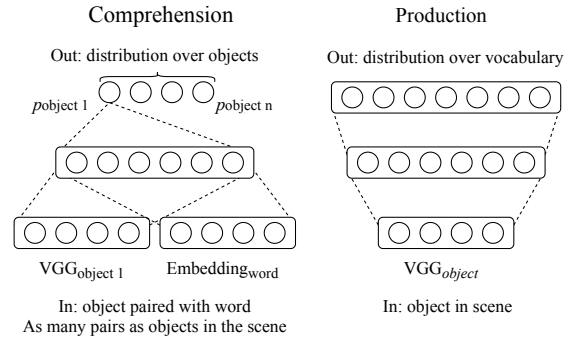 Comprehension
Out: distribution over objects
pobject 1
pobject n
VGGobject 1
Embeddingword
In: object paired with word
As many pairs as objects in the scene
Production
Out: distribution over vocabulary
VGGobject
In: object in scene